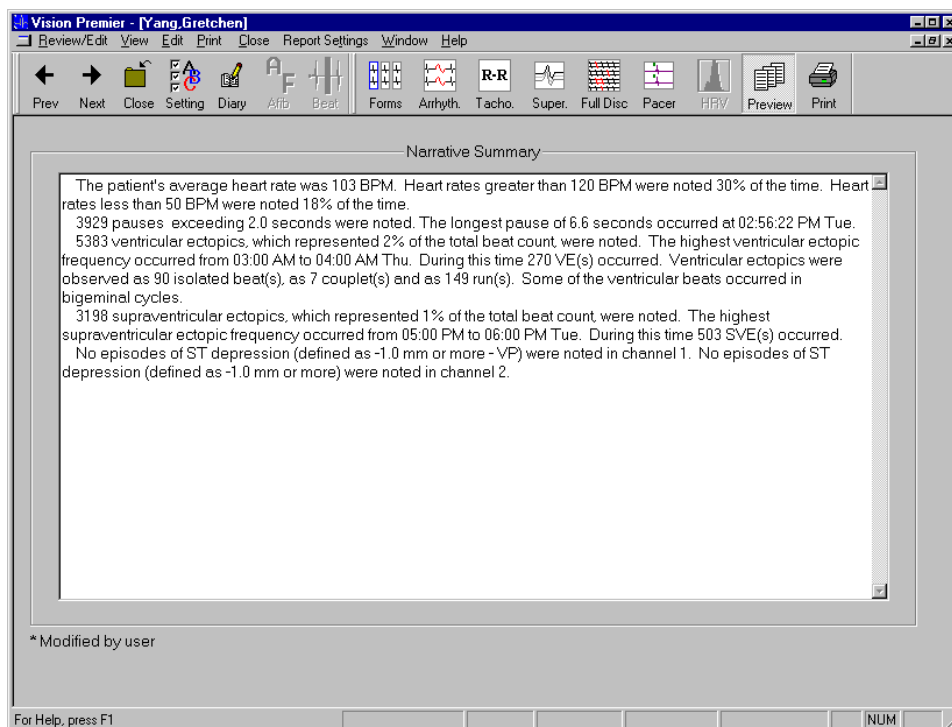 Vision Premier - [Yang,Gretchen]
Review/Edit View Edit Print Close Report Settings Window Help
Prev Next Close Setting Diary Afib Beat Forms Arrhyth. Tacho. Super. Full Disc Pacer HRV Preview Print
A F
R-R
Narrative Summary
The patient's average heart rate was 103 BPM. Heart rates greater than 120 BPM were noted 30% of the time. Heart
rates less than 50 BPM were noted 18% of the time.
3929 pauses exceeding 2.0 seconds were noted. The longest pause of 6.6 seconds occurred at 02:56:22 PM Tue.
5383 ventricular ectopics, which represented 2% of the total beat count, were noted. The highest ventricular ectopic
frequency occurred from 03:00 AM to 04:00 AM Thu. During this time 270 VE(s) occurred. Ventricular ectopics were
observed as 90 isolated beat(s), as 7 couplet(s) and as 149 run(s). Some of the ventricular beats occurred in
bigeminal cycles.
3198 supraventricular ectopics, which represented 1% of the total beat count, were noted. The highest
supraventricular ectopic frequency occurred from 05:00 PM to 06:00 PM Tue. During this time 503 SVE(s) occurred.
No episodes of ST depression (defined as -1.0 mm or more - VP) were noted in channel 1. No episodes of ST
depression (defined as -1.0 mm or more) were noted in channel 2.
* Modified by user
For Help, press F1
NUM